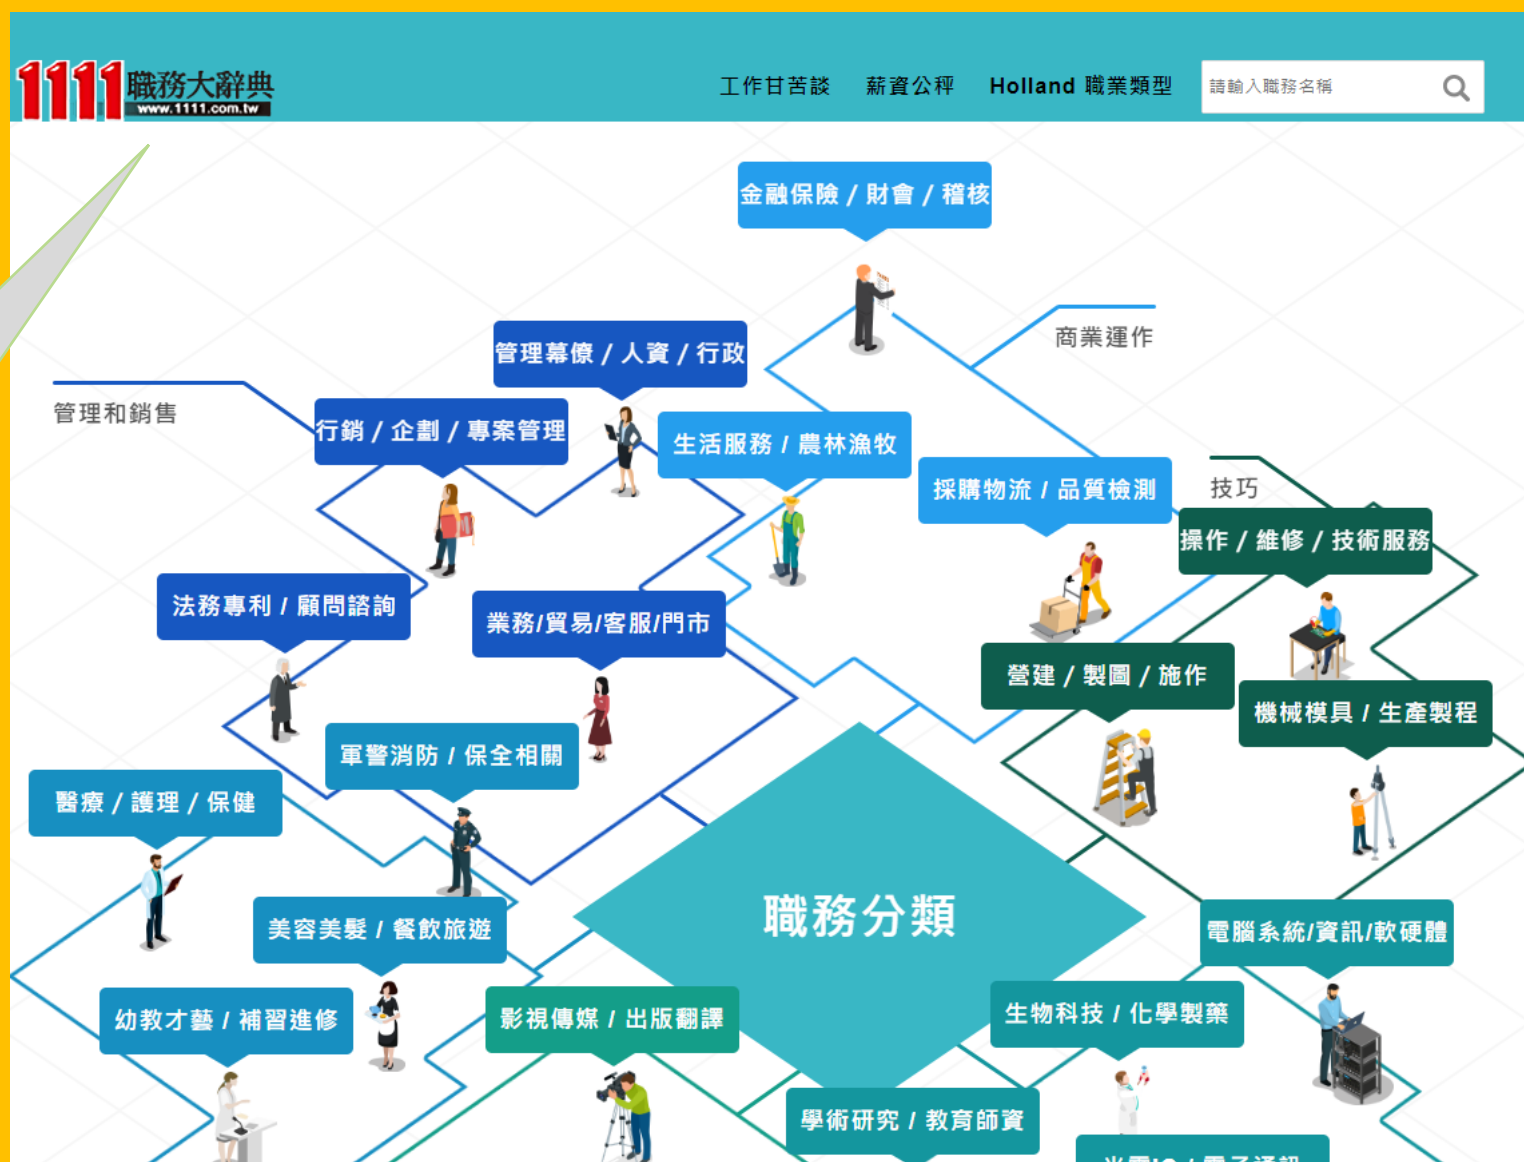 1111 職務大辭典
www.1111.com.tw
工作甘苦談 薪資公秤 Holland 職業類型 請輸入職務名稱
金融保險 / 財會 / 稽核
商業運作
管理幕僚 / 人資 / 行政
管理和銷售
行銷 / 企劃 / 專案管理
生活服務 / 農林漁牧
採購物流 / 品質檢測
技巧
操作 / 維修 / 技術服務
法務專利 / 顧問諮詢
業務/貿易/客服/門市
營建 / 製圖 / 施作
機械模具 / 生產製程
軍警消防 / 保全相關
醫療 / 護理 / 保健
職務分類
美容美髮 / 餐飲旅遊
電腦系統/資訊/軟硬體
幼教才藝 / 補習進修
影視傳媒 / 出版翻譯
生物科技 / 化學製藥
學術研究 / 教育師資